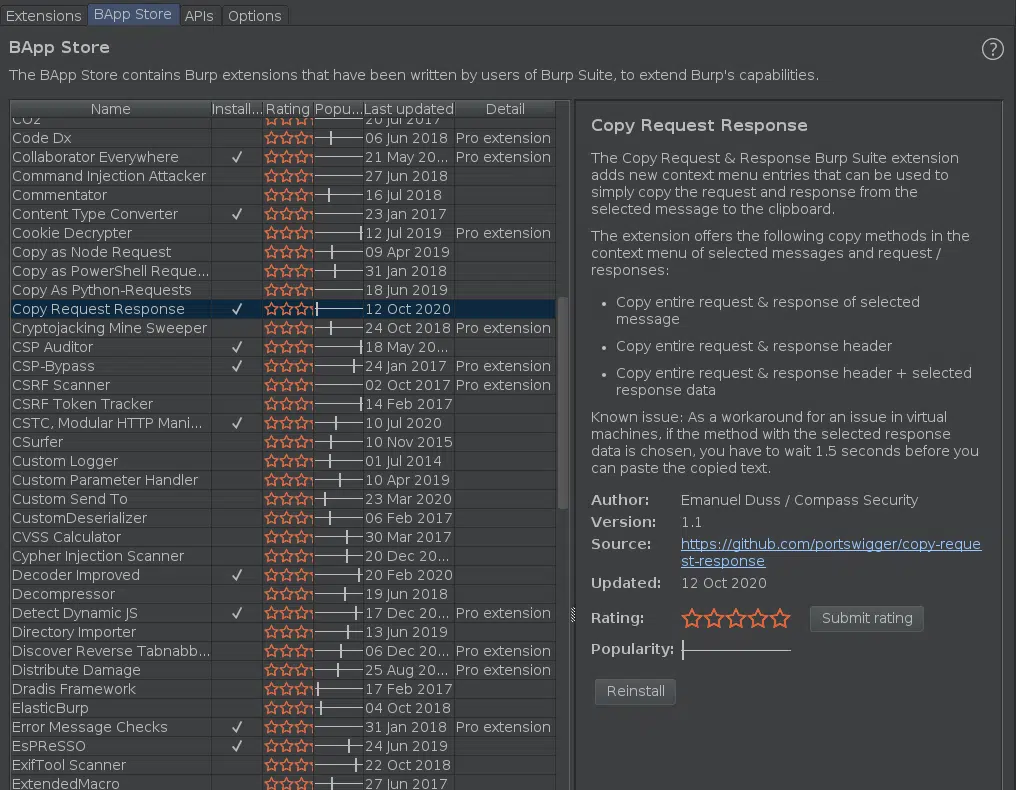 Extensions BApp Store APIs Options
BApp Store
The BApp Store contains Burp extensions that have been written by users of Burp Suite, to extend Burp's capabilities.
Name Install... Rating Popu... Last updated Detail
CO2 20 Jul 2017
Code Dx 06 Jun 2018 Pro extension
Collaborator Everywhere ✓ 21 May 20... Pro extension
Command Injection Attacker 27 Jun 2018
Commentator 16 Jul 2018
Content Type Converter ✓ 23 Jan 2017
Cookie Decrypter 12 Jul 2019 Pro extension
Copy as Node Request 09 Apr 2019
Copy as PowerShell Reque... 31 Jan 2018
Copy As Python-Requests 18 Jun 2019
Copy Request Response ✓ 12 Oct 2020
Cryptojacking Mine Sweeper 24 Oct 2018 Pro extension
CSP Auditor ✓ 18 May 20...
CSP-Bypass ✓ 24 Jan 2017 Pro extension
CSRF Scanner 02 Oct 2017 Pro extension
CSRF Token Tracker 14 Feb 2017
CSTC, Modular HTTP Mani... ✓ 10 Jul 2020
CSurfer 10 Nov 2015
Custom Logger 01 Jul 2014
Custom Parameter Handler 10 Apr 2019
Custom Send To 23 Mar 2020
CustomDeserializer 06 Feb 2017
CVSS Calculator 30 Mar 2017
Cypher Injection Scanner 20 Dec 20...
Decoder Improved ✓ 20 Feb 2020
Decompressor 19 Jun 2018
Detect Dynamic JS ✓ 17 Dec 20... Pro extension
Directory Importer 13 Jun 2019
Discover Reverse Tabnabb... 06 Dec 20... Pro extension
Distribute Damage 25 Aug 20... Pro extension
Dradis Framework 17 Feb 2017
ElasticBurp 04 Oct 2018
Error Message Checks ✓ 31 Jan 2018 Pro extension
EsPReSSO ✓ 24 Jun 2019
ExifTool Scanner 22 Oct 2018
ExtendedMacro 27 Jun 2017
?
Copy Request Response
The Copy Request & Response Burp Suite extension
adds new context menu entries that can be used to
simply copy the request and response from the
selected message to the clipboard.
The extension offers the following copy methods in the
context menu of selected messages and request /
responses:
• Copy entire request & response of selected
message
• Copy entire request & response header
• Copy entire request & response header + selected
response data
Known issue: As a workaround for an issue in virtual
machines, if the method with the selected response
data is chosen, you have to wait 1.5 seconds before you
can paste the copied text.
Author: Emanuel Duss / Compass Security
Version: 1.1
Source: https://github.com/portswigger/copy-reque
st-response
Updated: 12 Oct 2020
Rating: Submit rating
Popularity:
Reinstall